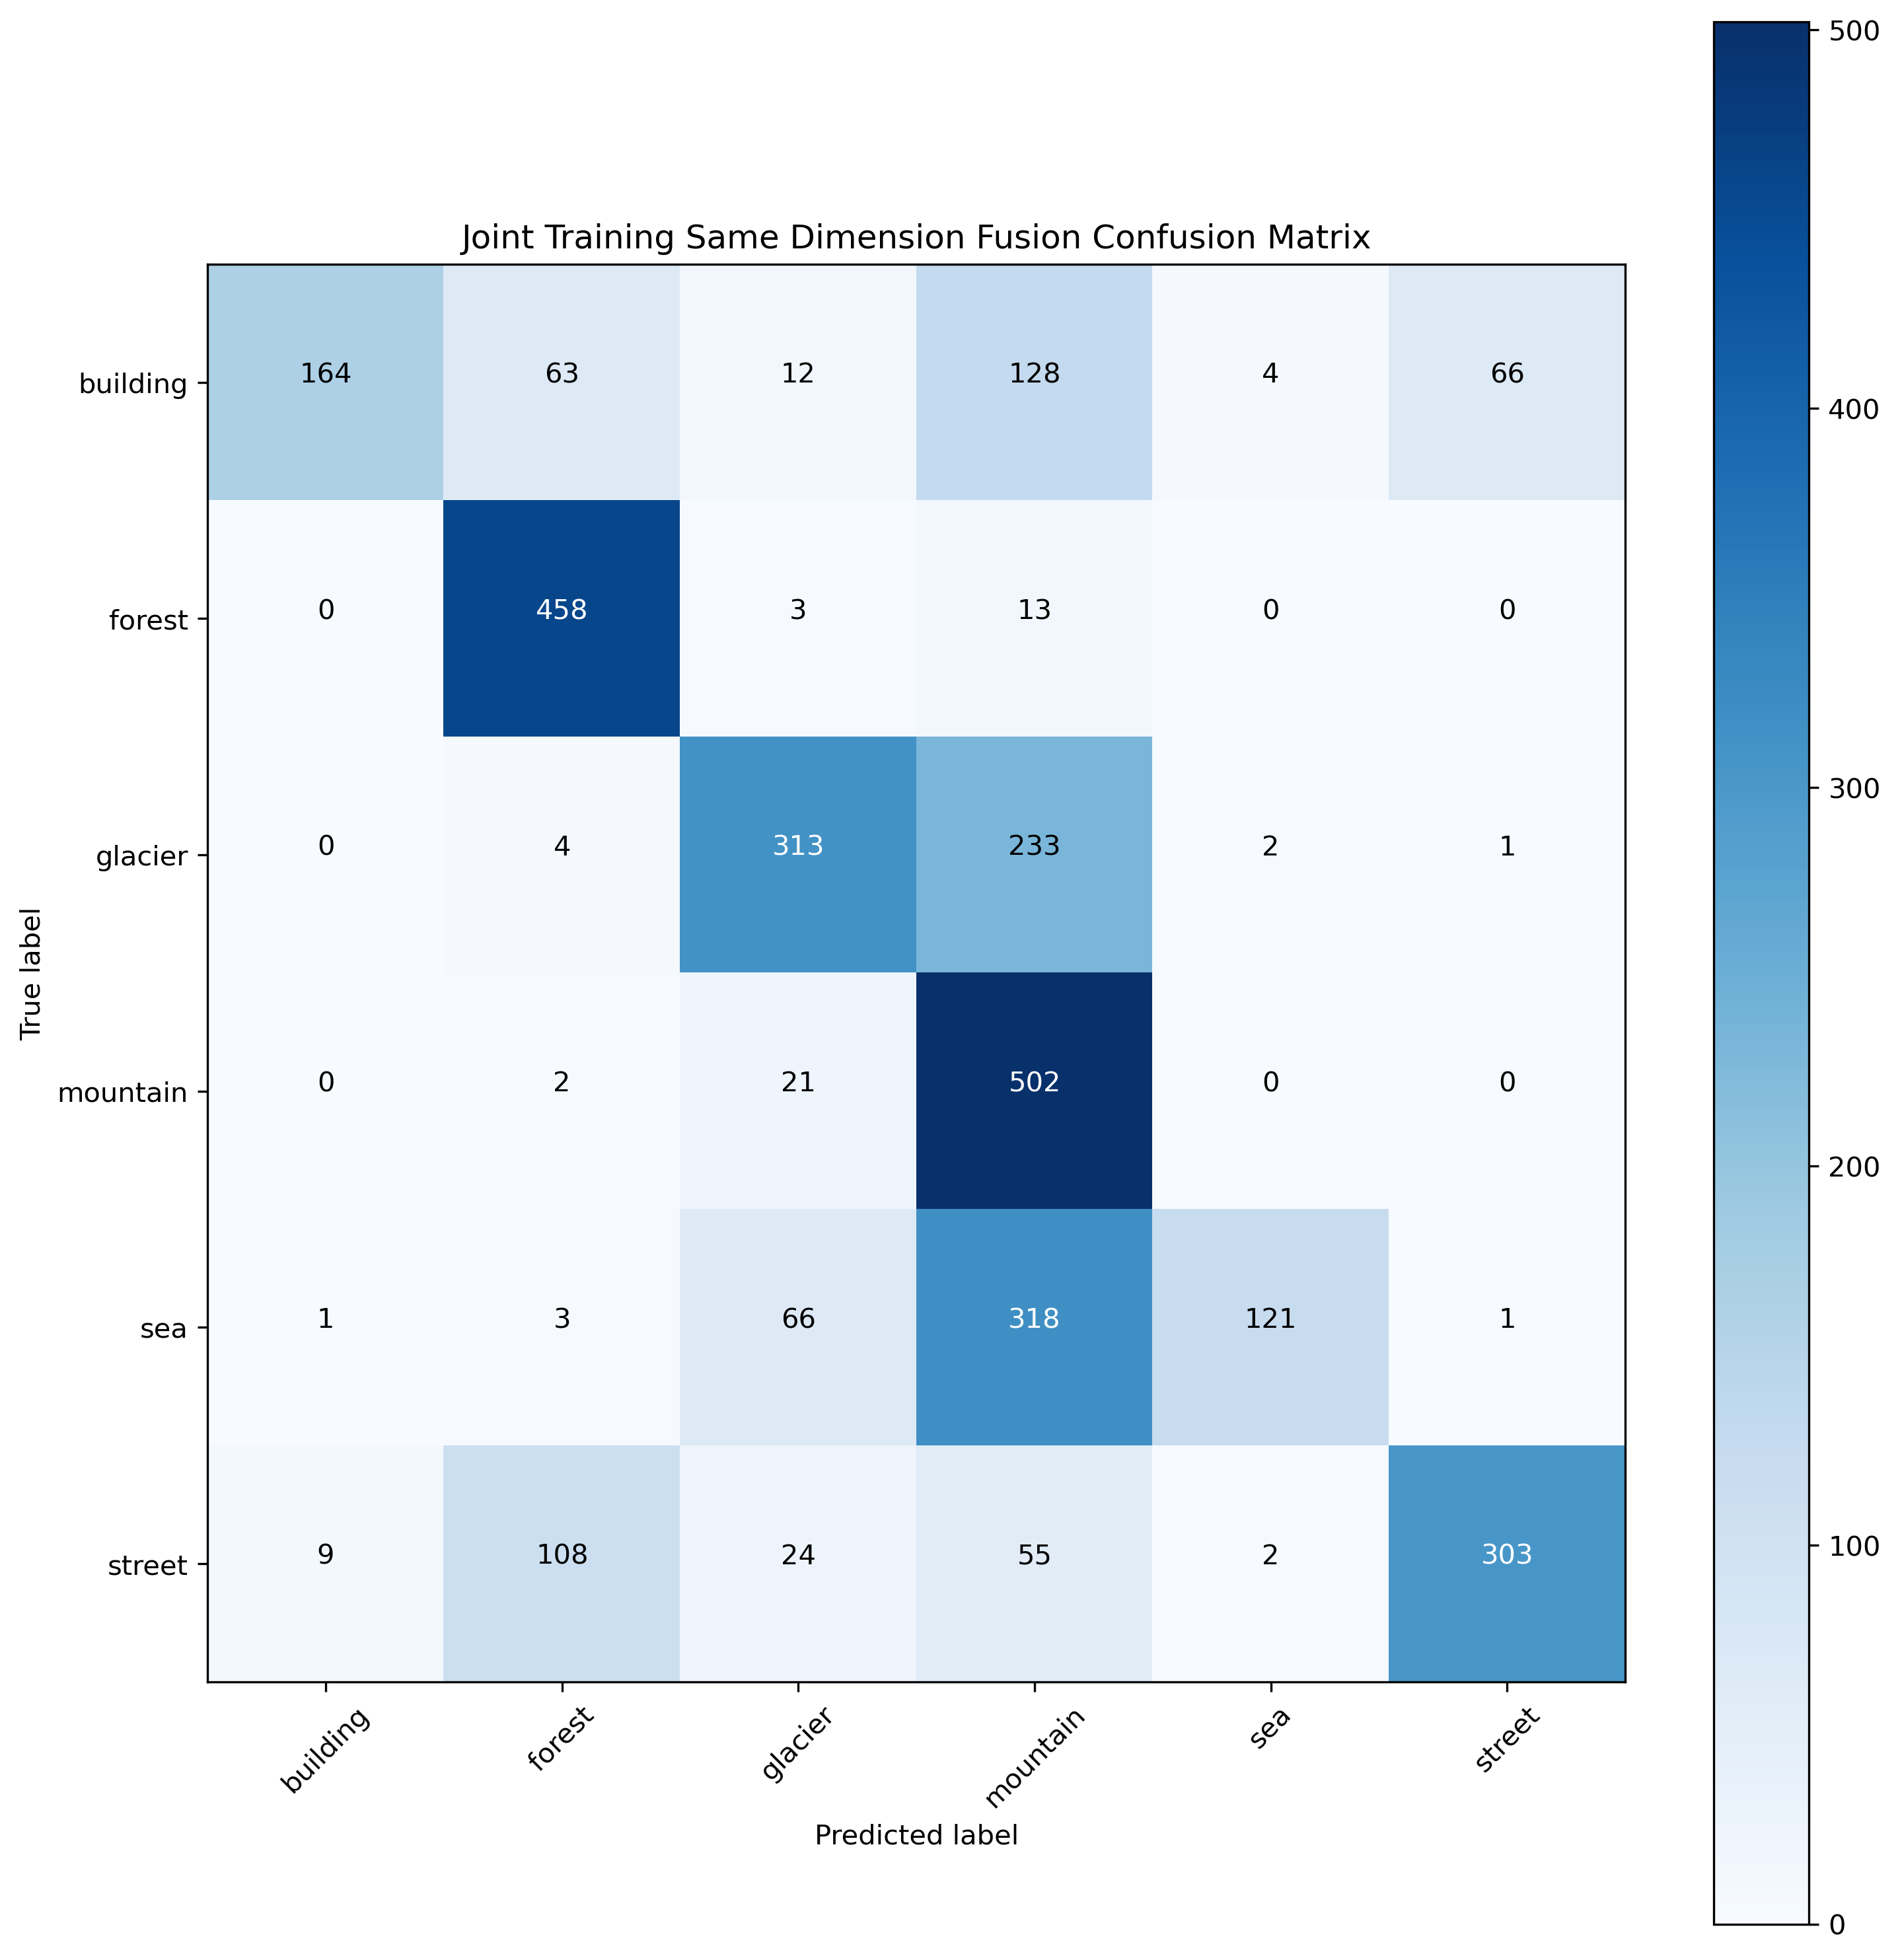 Joint Training Same Dimension Fusion Confusion Matrix
500
400
300
200
100
0
True label
building 164 63 12 128 4 66
forest 0 458 3 13 0 0
glacier 0 4 313 233 2 1
mountain 0 2 21 502 0 0
sea 1 3 66 318 121 1
street 9 108 24 55 2 303
building forest glacier mountain sea street
Predicted label